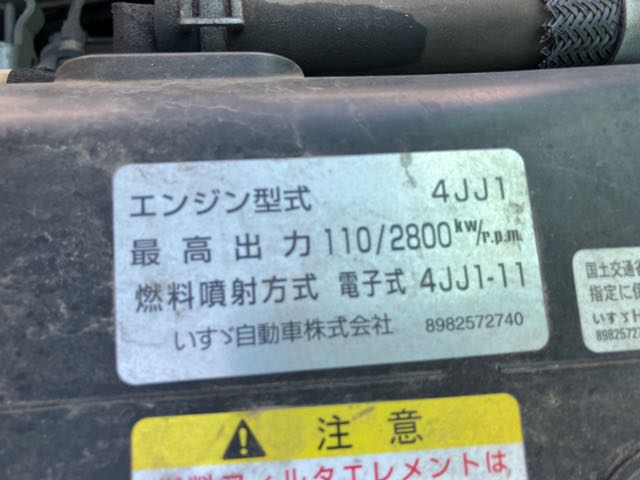 エンジン型式 4JJ1
最高出力 110/2800 kw/r.p.m.
燃料噴射方式 電子式 4JJ1-11
いすゞ自動車株式会社 8982572740
国土交通省
指定に
いすゞ
⚠ 注意
フィルタエレメントは